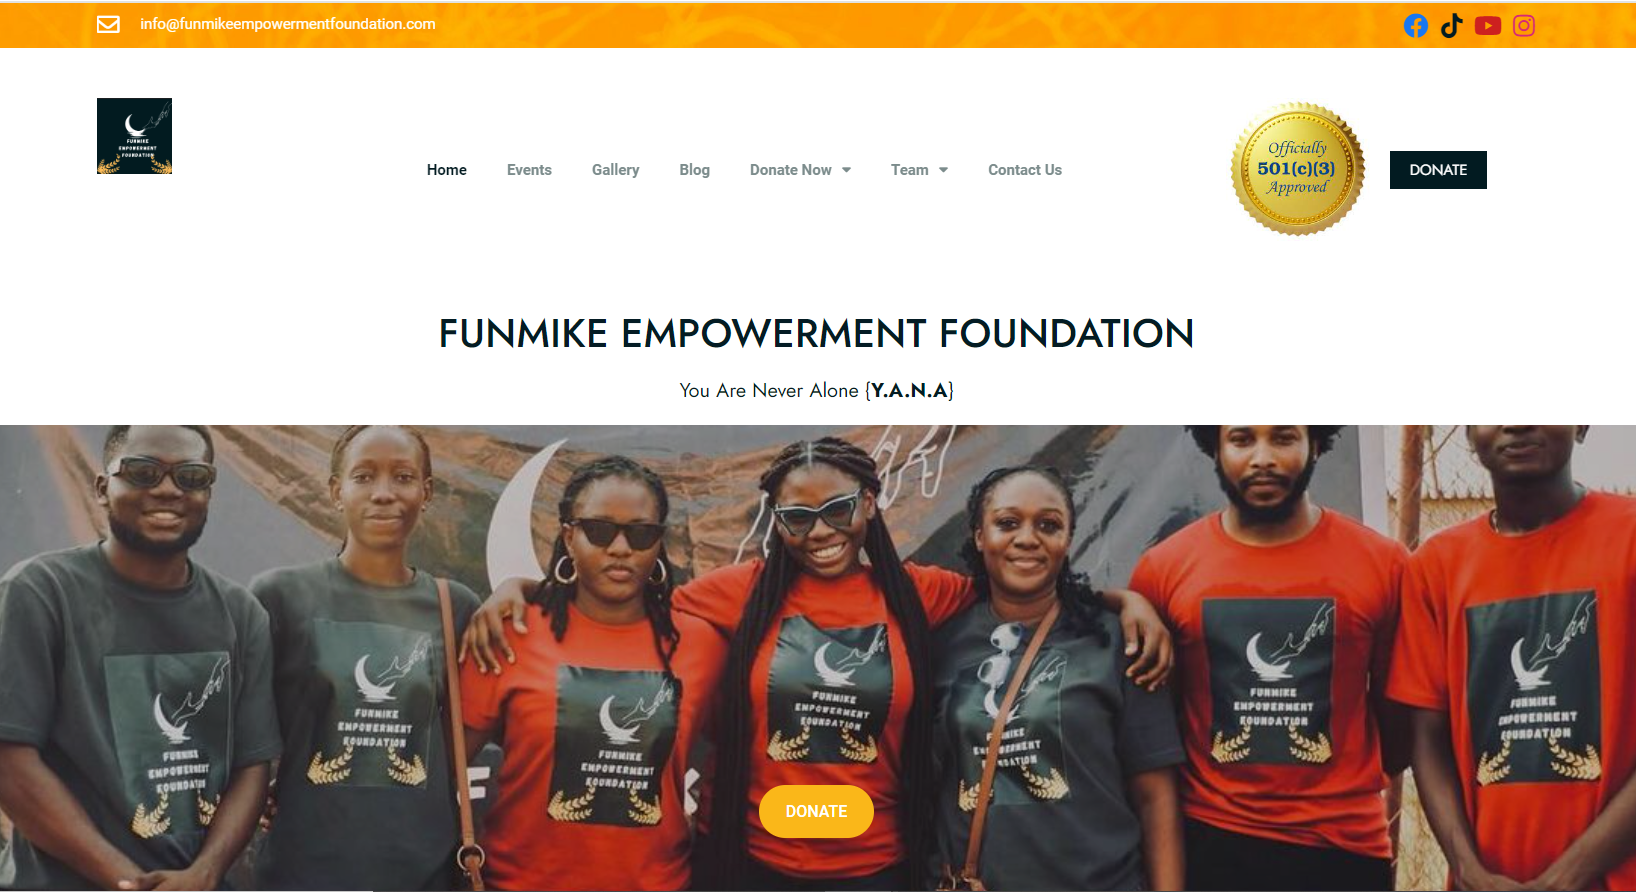 info@funmikeempowermentfoundation.com
FUNMIKE
EMPOWERMENT
FOUNDATION
Home Events Gallery Blog Donate Now Team Contact Us
Officially
501(c)(3)
Approved
DONATE
FUNMIKE EMPOWERMENT FOUNDATION
You Are Never Alone {Y.A.N.A}
FUNMIKE
EMPOWERMENT
FOUNDATION
FUNMIKE
EMPOWERMENT
FOUNDATION
FUNMIKE
EMPOWERMENT
FOUNDATION
FUNMIKE
EMPOWERMENT
FOUNDATION
FUNMIKE
EMPOWERMENT
FOUNDATION
FUNMIKE
EMPOWERMENT
FOUNDATION
DONATE